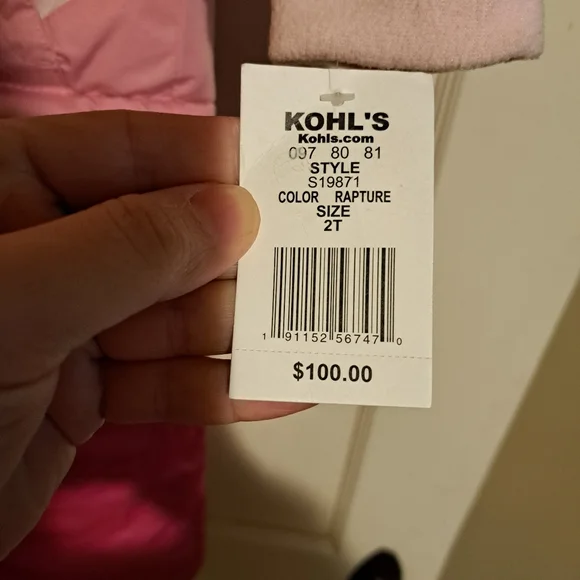 KOHL'S
Kohls.com
097 80 81
STYLE
S19871
COLOR RAPTURE
SIZE
2T
1 91152 56747 0
$100.00